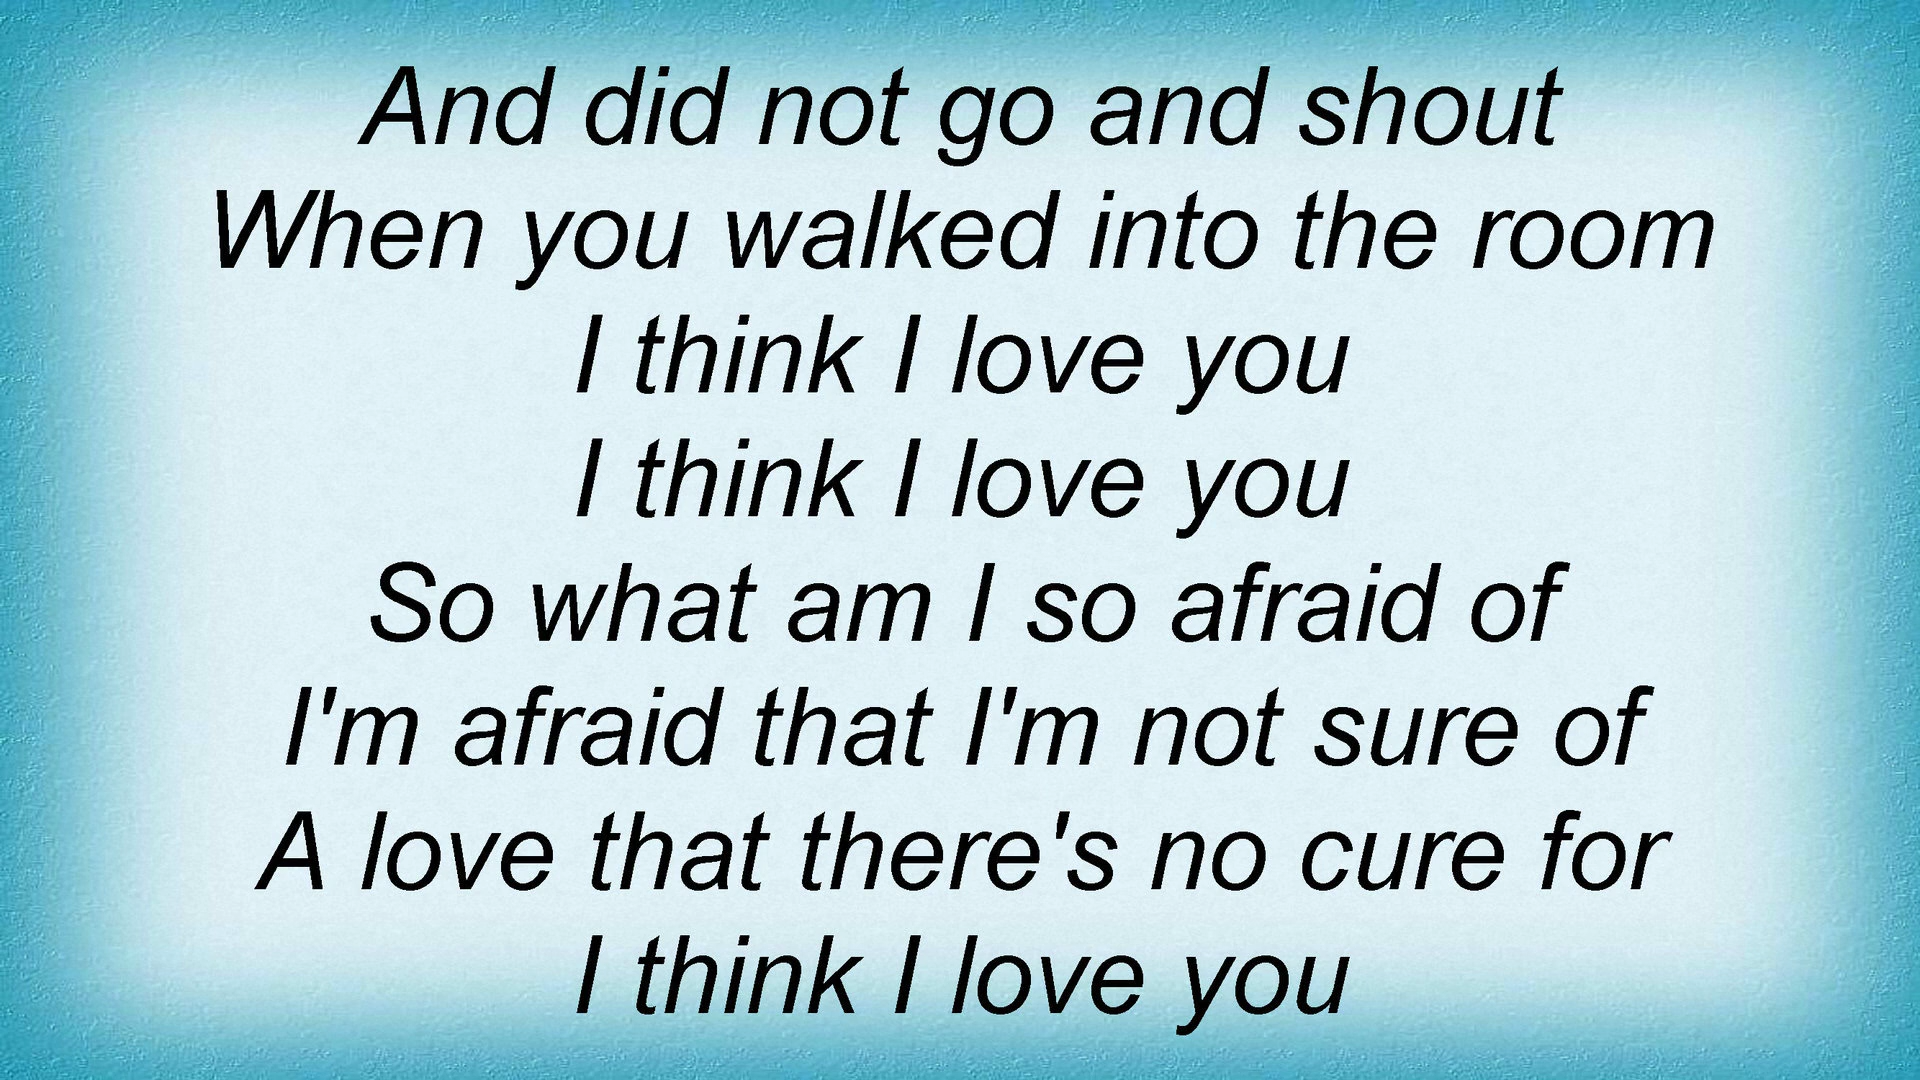 And did not go and shout
When you walked into the room
I think I love you
I think I love you
So what am I so afraid of
I'm afraid that I'm not sure of
A love that there's no cure for
I think I love you